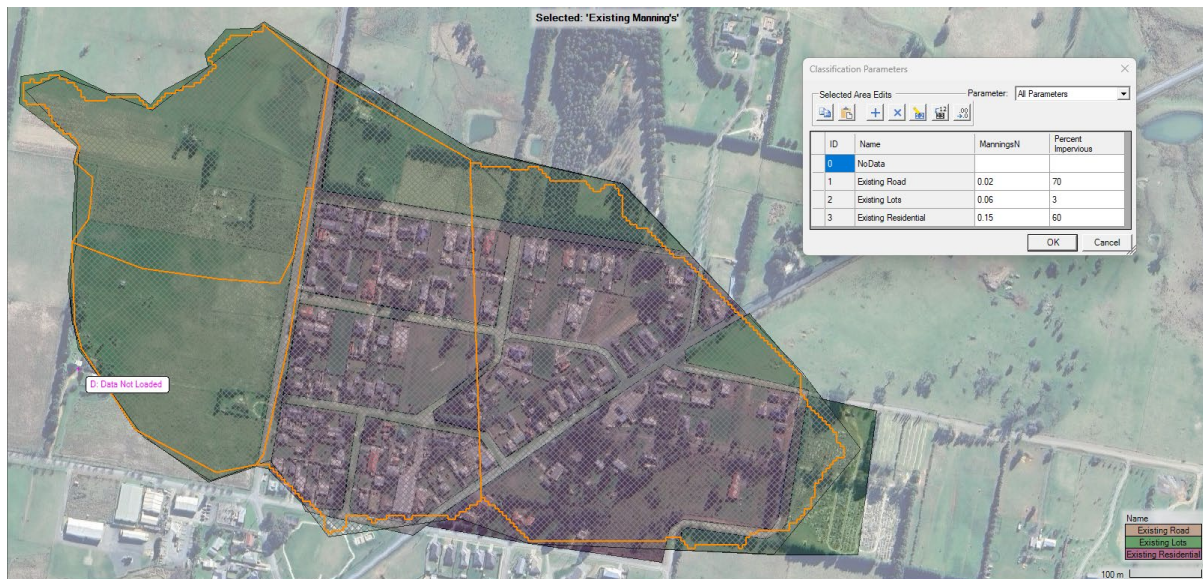 Selected: 'Existing Manning's'
Classification Parameters
Selected Area Edits
Parameter: All Parameters
ID Name ManningsN Percent Impervious
0 NoData
1 Existing Road 0.02 70
2 Existing Lots 0.06 3
3 Existing Residential 0.15 60
OK Cancel
D: Data Not Loaded
Name
Existing Road
Existing Lots
Existing Residential
100 m